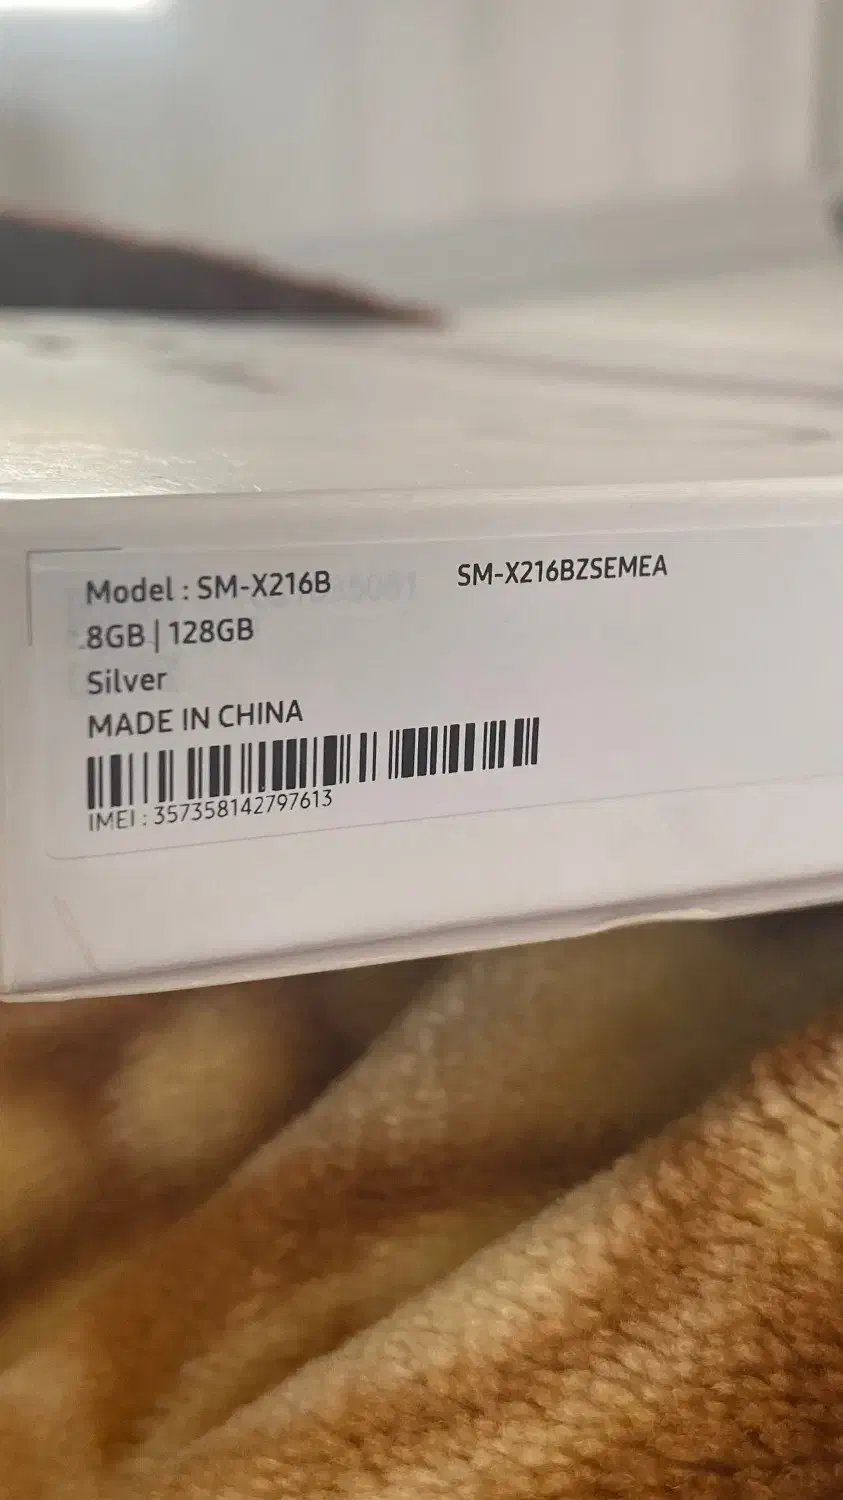 Model : SM-X216B
SM-X216BZSEMEA
8GB | 128GB
Silver
MADE IN CHINA
IMEI : 357358142797613